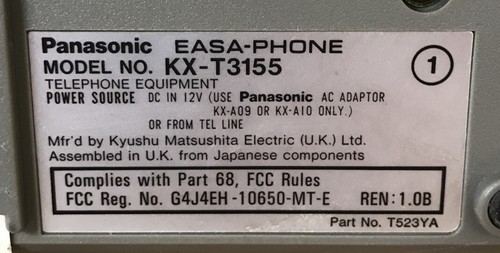 Panasonic EASA-PHONE
MODEL NO. KX-T3155
1
TELEPHONE EQUIPMENT
POWER SOURCE DC IN 12V (USE Panasonic AC ADAPTOR
KX-A09 OR KX-A10 ONLY.)
OR FROM TEL LINE
Mfr'd by Kyushu Matsushita Electric (U.K.) Ltd.
Assembled in U.K. from Japanese components
Complies with Part 68, FCC Rules
FCC Reg. No. G4J4EH-10650-MT-E REN:1.0B
Part No. T523YA